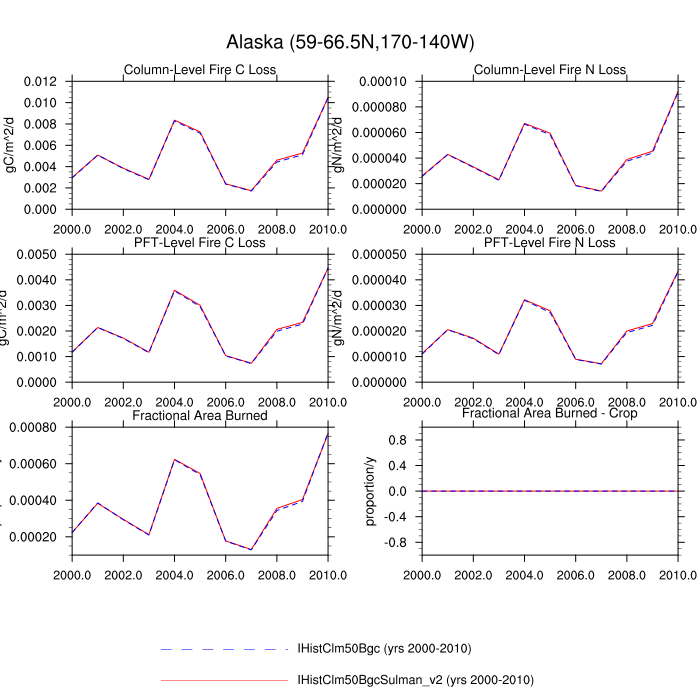 Alaska (59-66.5N,170-140W)
Column-Level Fire C Loss
gC/m^2/d
0.012
0.010
0.008
0.006
0.004
0.002
0.000
2000.0 2002.0 2004.0 2006.0 2008.0 2010.0
Column-Level Fire N Loss
gN/m^2/d
0.00010
0.000080
0.000060
0.000040
0.000020
0.000000
2000.0 2002.0 2004.0 2006.0 2008.0 2010.0
PFT-Level Fire C Loss
gC/m^2/d
0.0050
0.0040
0.0030
0.0020
0.0010
0.0000
2000.0 2002.0 2004.0 2006.0 2008.0 2010.0
PFT-Level Fire N Loss
gN/m^2/d
0.000050
0.000040
0.000030
0.000020
0.000010
0.000000
2000.0 2002.0 2004.0 2006.0 2008.0 2010.0
Fractional Area Burned
0.00080
0.00060
0.00040
0.00020
2000.0 2002.0 2004.0 2006.0 2008.0 2010.0
Fractional Area Burned - Crop
proportion/y
0.8
0.4
0.0
-0.4
-0.8
2000.0 2002.0 2004.0 2006.0 2008.0 2010.0
IHistClm50Bgc (yrs 2000-2010)
IHistClm50BgcSulman_v2 (yrs 2000-2010)